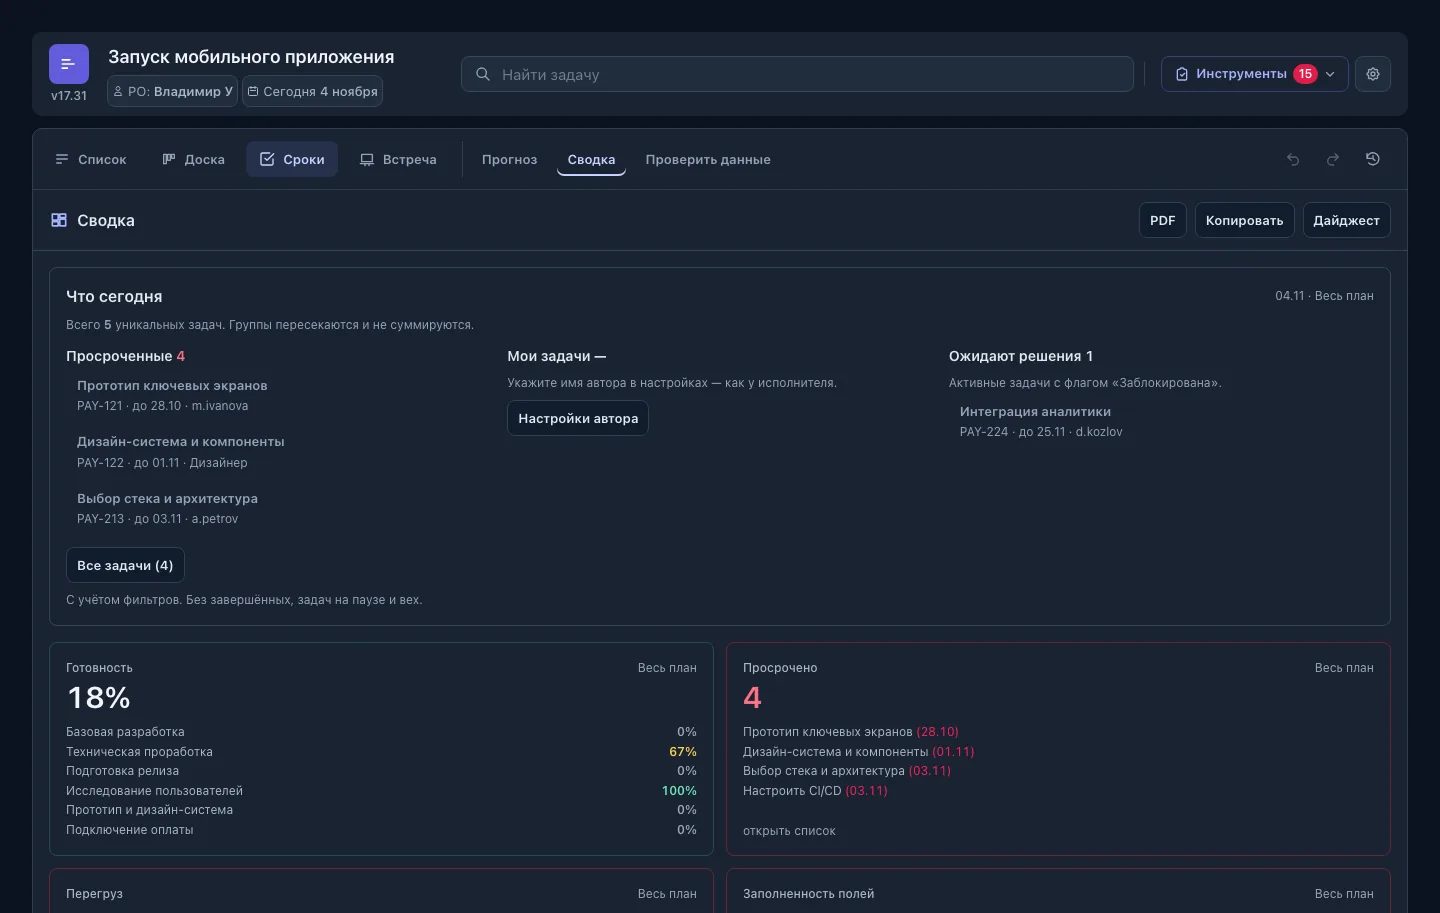 Запуск мобильного приложения
v17.31
PO: Владимир У
Сегодня 4 ноября
Найти задачу
Инструменты 15
Список
Доска
Сроки
Встреча
Прогноз
Сводка
Проверить данные
Сводка
PDF
Копировать
Дайджест
Что сегодня
04.11 · Весь план
Всего 5 уникальных задач. Группы пересекаются и не суммируются.
Просроченные 4
Прототип ключевых экранов
PAY-121 · до 28.10 · m.ivanova
Дизайн-система и компоненты
PAY-122 · до 01.11 · Дизайнер
Выбор стека и архитектура
PAY-213 · до 03.11 · a.petrov
Все задачи (4)
С учётом фильтров. Без завершённых, задач на паузе и вех.
Мои задачи —
Укажите имя автора в настройках — как у исполнителя.
Настройки автора
Ожидают решения 1
Активные задачи с флагом «Заблокирована».
Интеграция аналитики
PAY-224 · до 25.11 · d.kozlov
Готовность
Весь план
18%
Базовая разработка 0%
Техническая проработка 67%
Подготовка релиза 0%
Исследование пользователей 100%
Прототип и дизайн-система 0%
Подключение оплаты 0%
Просрочено
Весь план
4
Прототип ключевых экранов (28.10)
Дизайн-система и компоненты (01.11)
Выбор стека и архитектура (03.11)
Настроить CI/CD (03.11)
открыть список
Перегруз
Весь план
Заполненность полей
Весь план